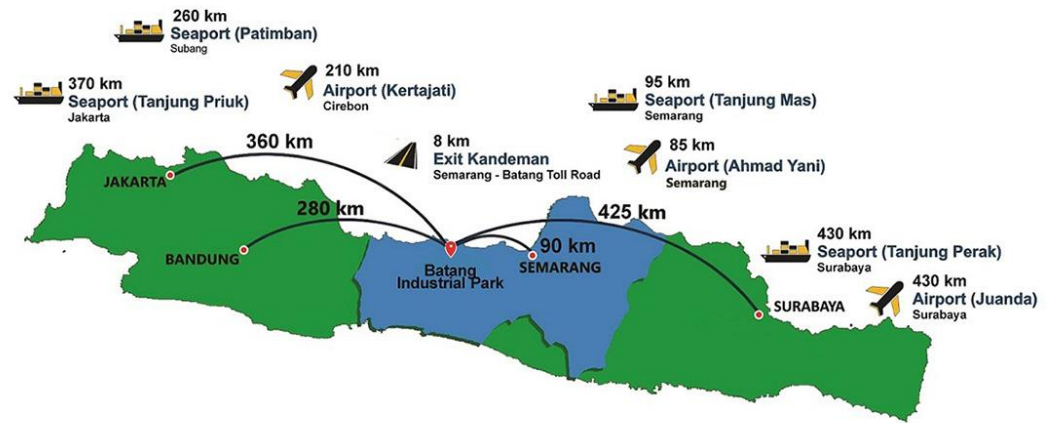 260 km
Seaport (Patimban)
Subang
370 km
Seaport (Tanjung Priuk)
Jakarta
210 km
Airport (Kertajati)
Cirebon
95 km
Seaport (Tanjung Mas)
Semarang
8 km
Exit Kandeman
Semarang - Batang Toll Road
85 km
Airport (Ahmad Yani)
Semarang
360 km
JAKARTA
280 km
425 km
BANDUNG
90 km
SEMARANG
Batang
Industrial Park
430 km
Seaport (Tanjung Perak)
Surabaya
430 km
Airport (Juanda)
Surabaya
SURABAYA